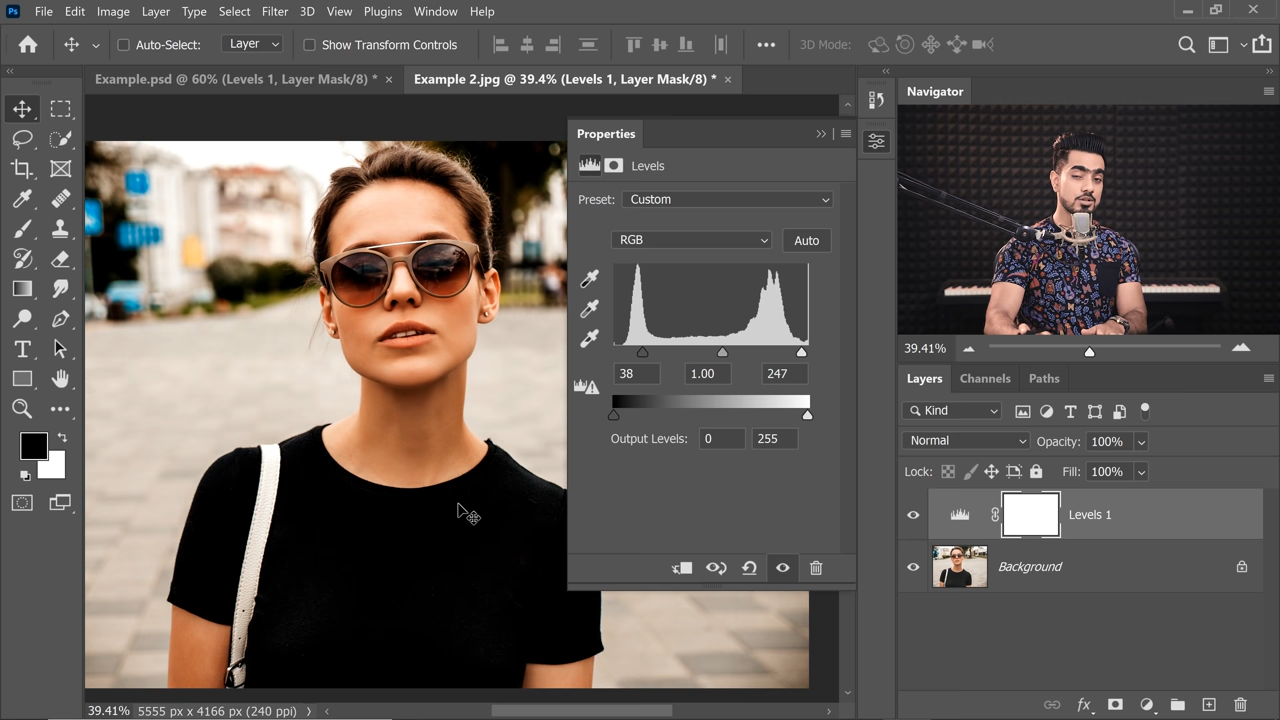 Ps File Edit Image Layer Type Select Filter 3D View Plugins Window Help
Auto-Select: Layer Show Transform Controls 3D Mode:
Example.psd @ 60% (Levels 1, Layer Mask/8) * Example 2.jpg @ 39.4% (Levels 1, Layer Mask/8) *
Navigator
Properties
Levels
Preset: Custom
RGB Auto
39.41%
38 1.00 247
Layers Channels Paths
Kind
Output Levels: 0 255
Normal Opacity: 100%
Lock: Fill: 100%
Levels 1
Background
39.41% 5555 px x 4166 px (240 ppi)